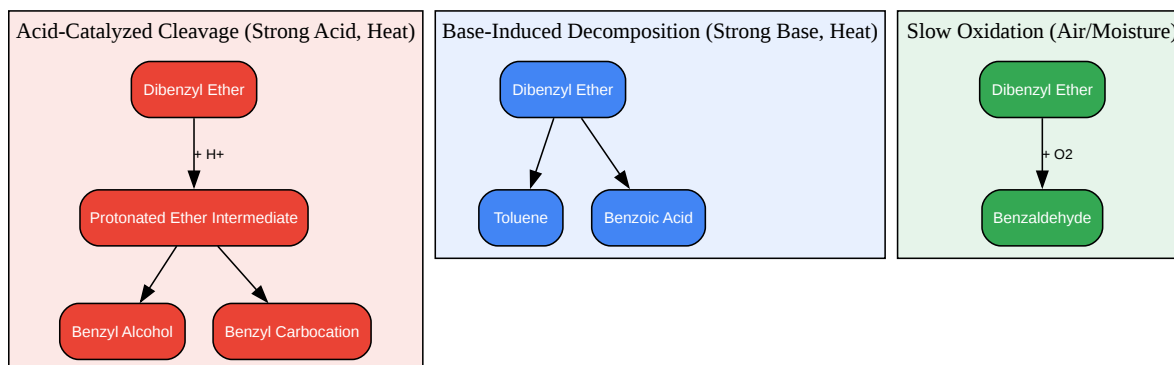 Acid-Catalyzed Cleavage (Strong Acid, Heat)
Dibenzyl Ether
+ H+
Protonated Ether Intermediate
Benzyl Alcohol
Benzyl Carbocation
Base-Induced Decomposition (Strong Base, Heat)
Dibenzyl Ether
Toluene
Benzoic Acid
Slow Oxidation (Air/Moisture)
Dibenzyl Ether
+ O2
Benzaldehyde